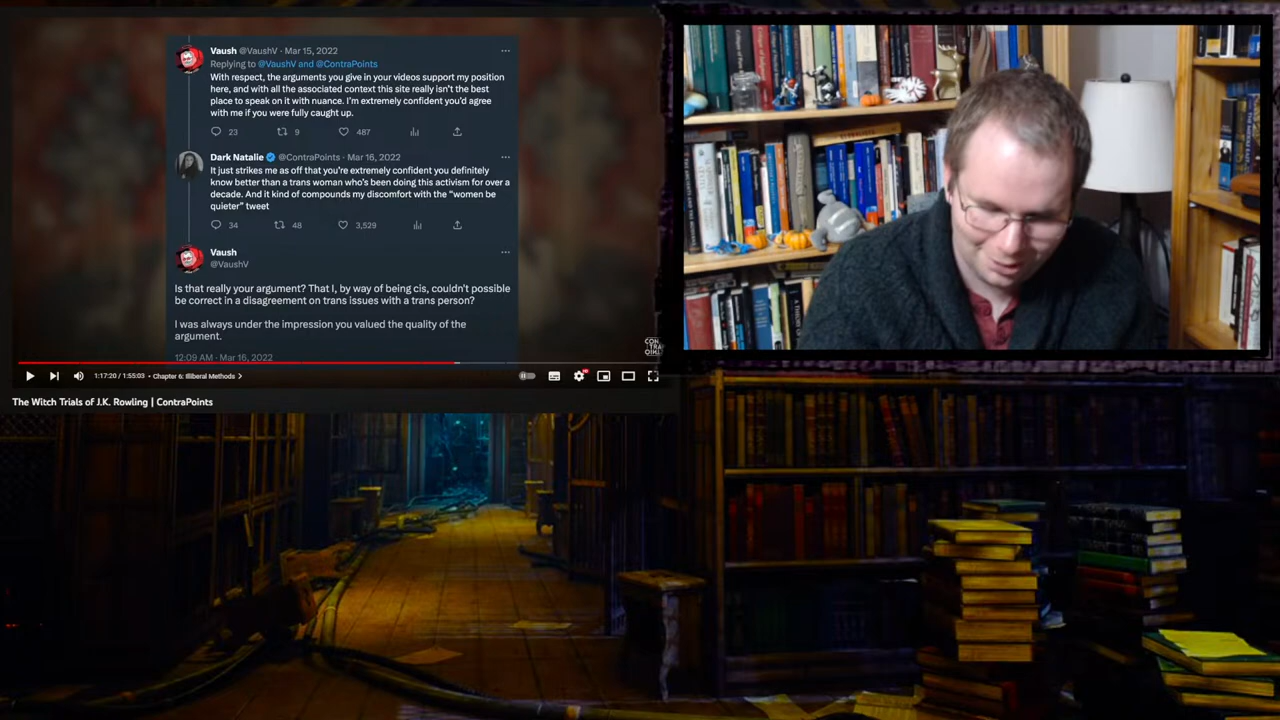 Vaush @VaushV · Mar 15, 2022
Replying to @VaushV and @ContraPoints
With respect, the arguments you give in your videos support my position
here, and with all the associated context this site really isn't the best
place to speak on it with nuance. I'm extremely confident you'd agree
with me if you were fully caught up.
23 9 487
Dark Natalie @ContraPoints · Mar 16, 2022
It just strikes me as off that you're extremely confident you definitely
know better than a trans woman who's been doing this activism for over a
decade. And it kind of compounds my discomfort with the "women be
quieter" tweet
34 48 3,529
Vaush
@VaushV
Is that really your argument? That I, by way of being cis, couldn't possibly
be correct in a disagreement on trans issues with a trans person?
I was always under the impression you valued the quality of the
argument.
12:09 AM · Mar 16, 2022
CON
TRA
1:17:20 / 1:55:03 • Chapter 6: Illiberal Methods >
The Witch Trials of J.K. Rowling | ContraPoints